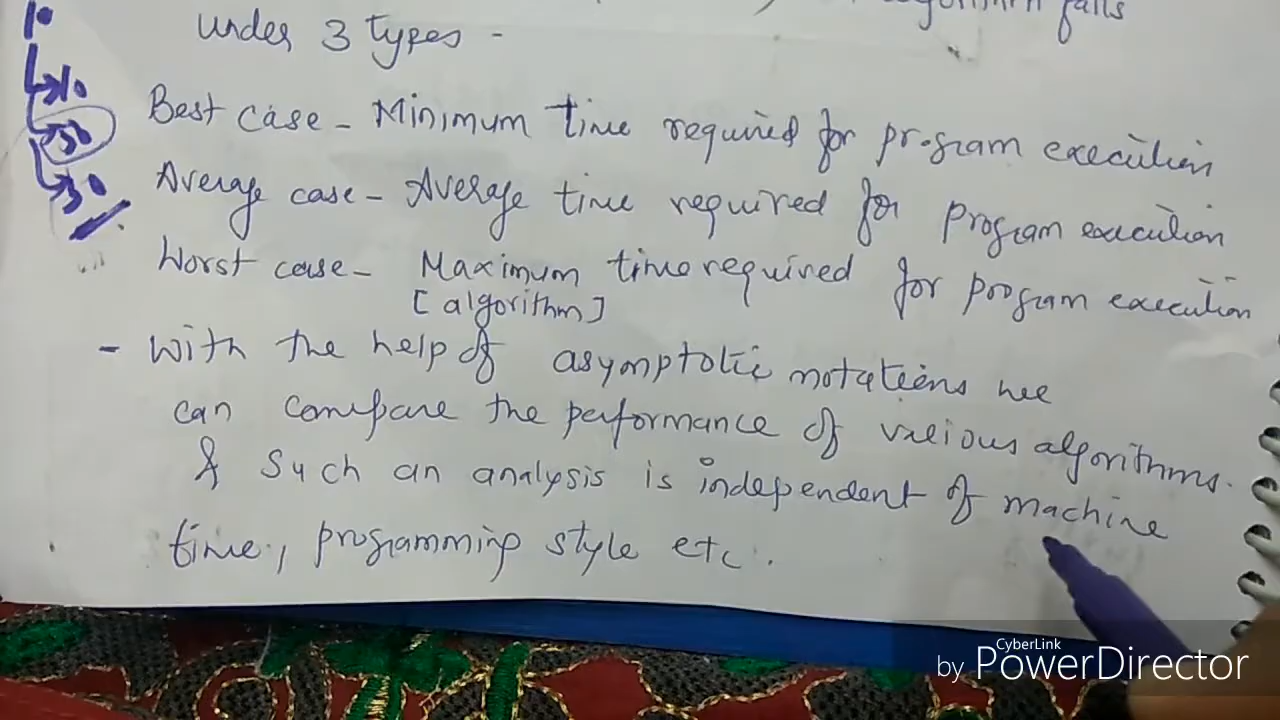 algorithm falls
under 3 types -
Best case - Minimum time required for program execution
Average case - Average time required for program execution
Worst case - Maximum time required for program execution
[algorithm]
- With the help of asymptotic notations we
can compare the performance of various algorithms.
& Such an analysis is independent of machine
time, programming style etc.
10
30
CyberLink
by PowerDirector